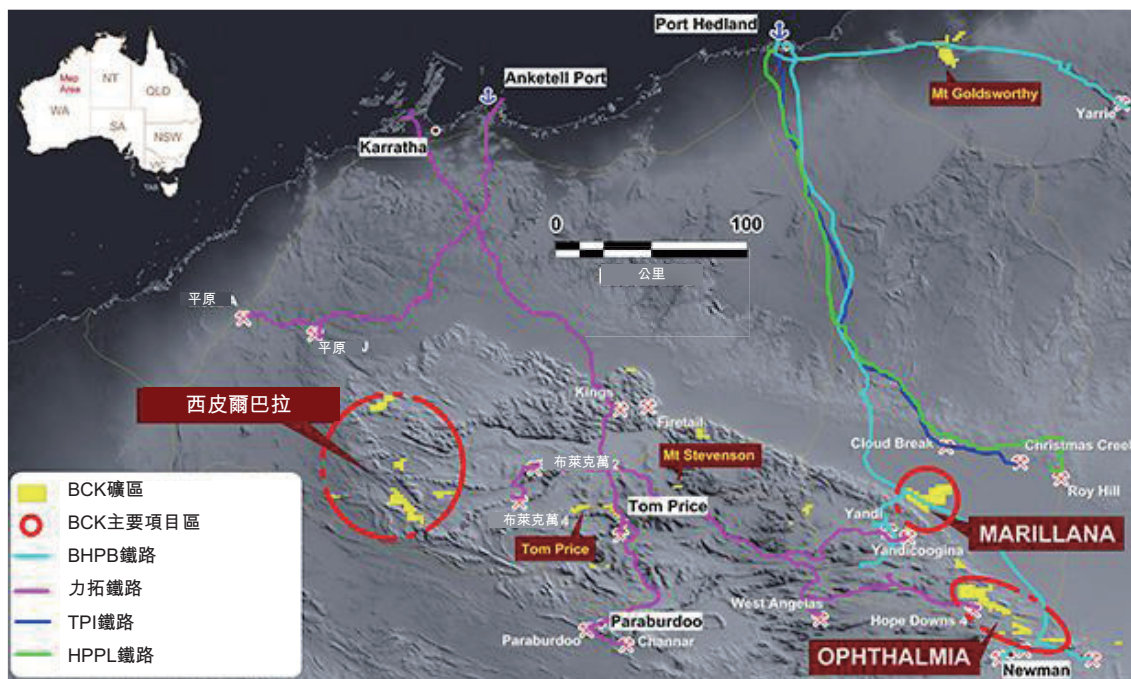 Port Hedland
Map
Area
NT
QLD
WA
SA
NSW
VIC
TAS
Anketell Port
Mt Goldsworthy
Yarrie
Karratha
0
100
公里
平原
平原 J
西皮爾巴拉
Kings
Firetail
Cloud Break
Christmas Creek
Roy Hill
布萊克萬 2
Mt Stevenson
布萊克萬 4
Tom Price
Tom Price
Yandi
Yandicoogina
MARILLANA
West Angelas
Hope Downs 4
Paraburdoo
Paraburdoo
Channar
OPHTHALMIA
Newman
BCK礦區
BCK主要項目區
BHPB鐵路
力拓鐵路
TPI鐵路
HPPL鐵路